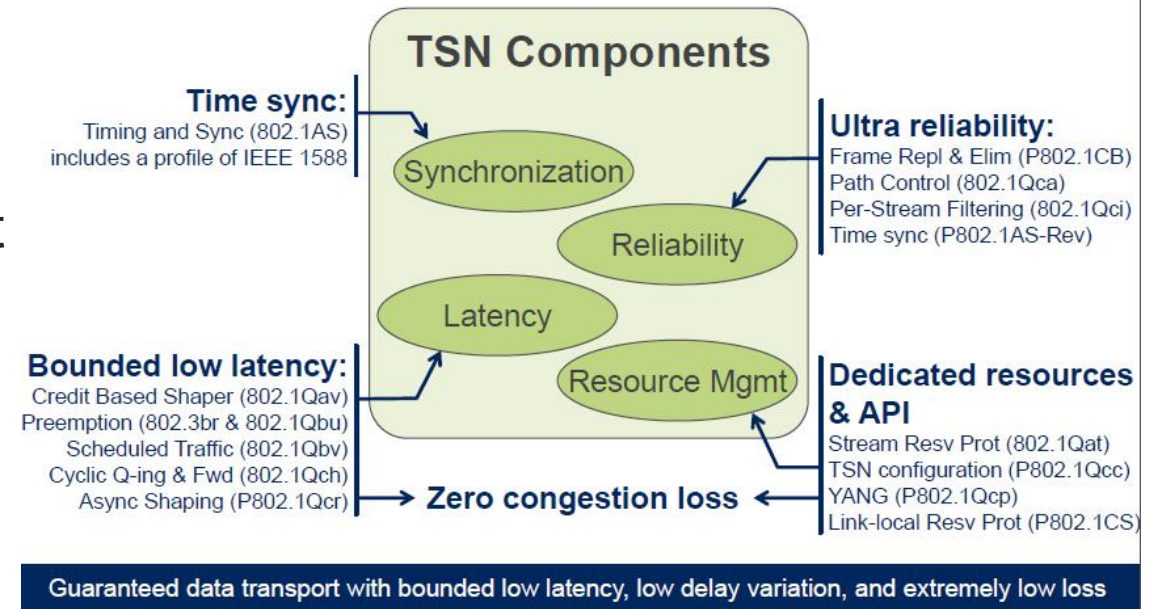 TSN Components
Time sync:
Timing and Sync (802.1AS)
includes a profile of IEEE 1588
Synchronization
Ultra reliability:
Frame Repl & Elim (P802.1CB)
Path Control (802.1Qca)
Per-Stream Filtering (802.1Qci)
Time sync (P802.1AS-Rev)
Reliability
Latency
Bounded low latency:
Credit Based Shaper (802.1Qav)
Preemption (802.3br & 802.1Qbu)
Scheduled Traffic (802.1Qbv)
Cyclic Q-ing & Fwd (802.1Qch)
Async Shaping (P802.1Qcr)
Resource Mgmt
Dedicated resources
& API
Stream Resv Prot (802.1Qat)
TSN configuration (P802.1Qcc)
YANG (P802.1Qcp)
Link-local Resv Prot (P802.1CS)
Zero congestion loss
Guaranteed data transport with bounded low latency, low delay variation, and extremely low loss